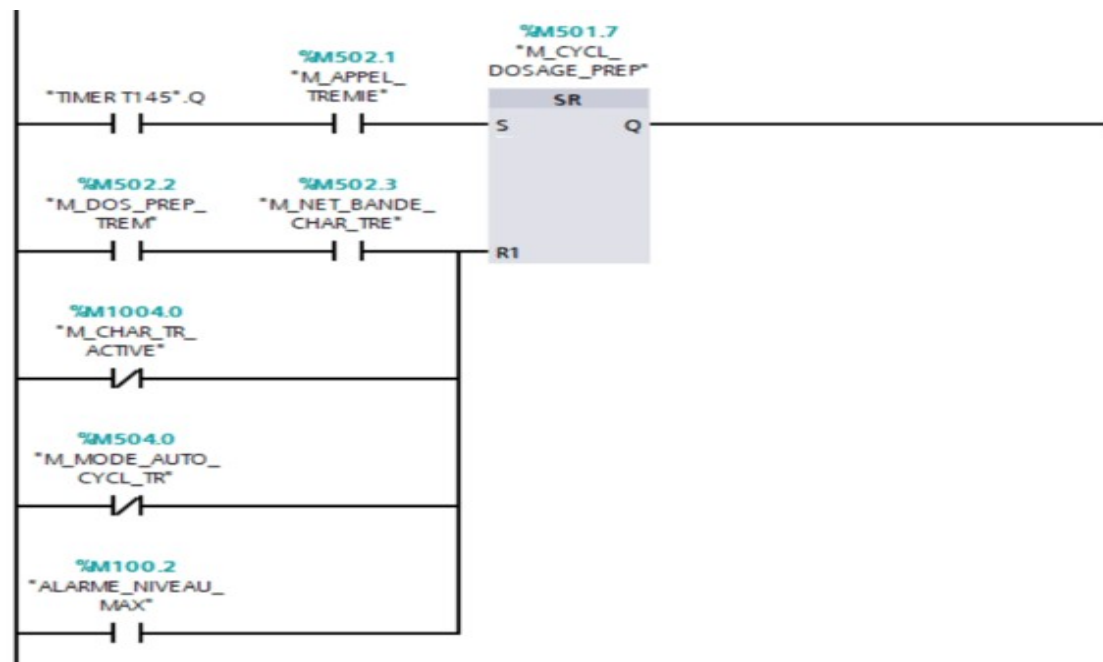 %M501.7
"M_CYCL_
DOSAGE_PREP"
%M502.1
"M_APPEL_
TREMIE"
"TIMER T145".Q
SR
S
Q
%M502.2
"M_DOS_PREP_
TREM"
%M502.3
"M_NET_BANDE_
CHAR_TRE"
R1
%M1004.0
"M_CHAR_TR_
ACTIVE"
%M504.0
"M_MODE_AUTO_
CYCL_TR"
%M100.2
"ALARME_NIVEAU_
MAX"